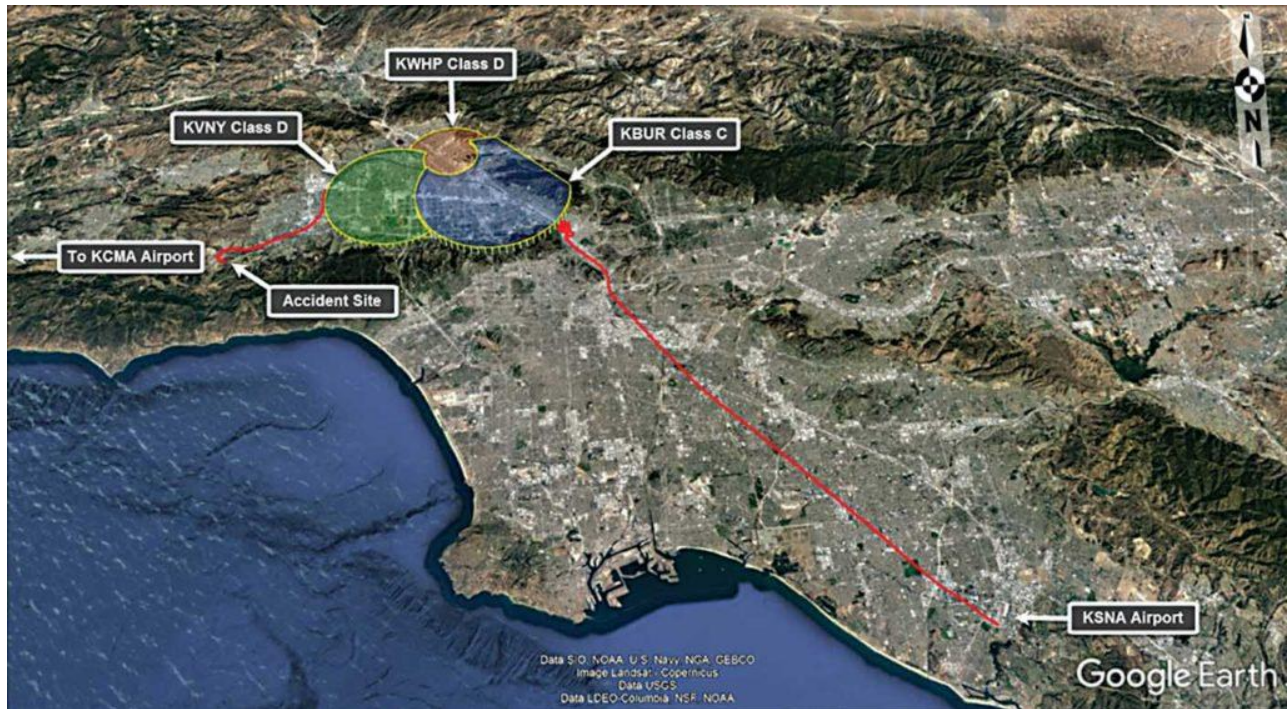 KWHP Class D
KVNY Class D
KBUR Class C
N
To KCMA Airport
Accident Site
KSNA Airport
Data SIO, NOAA, U.S. Navy, NGA, GEBCO
Image Landsat - Copernicus
Data USGS
Data LDEO-Columbia, NSF, NOAA
Google Earth